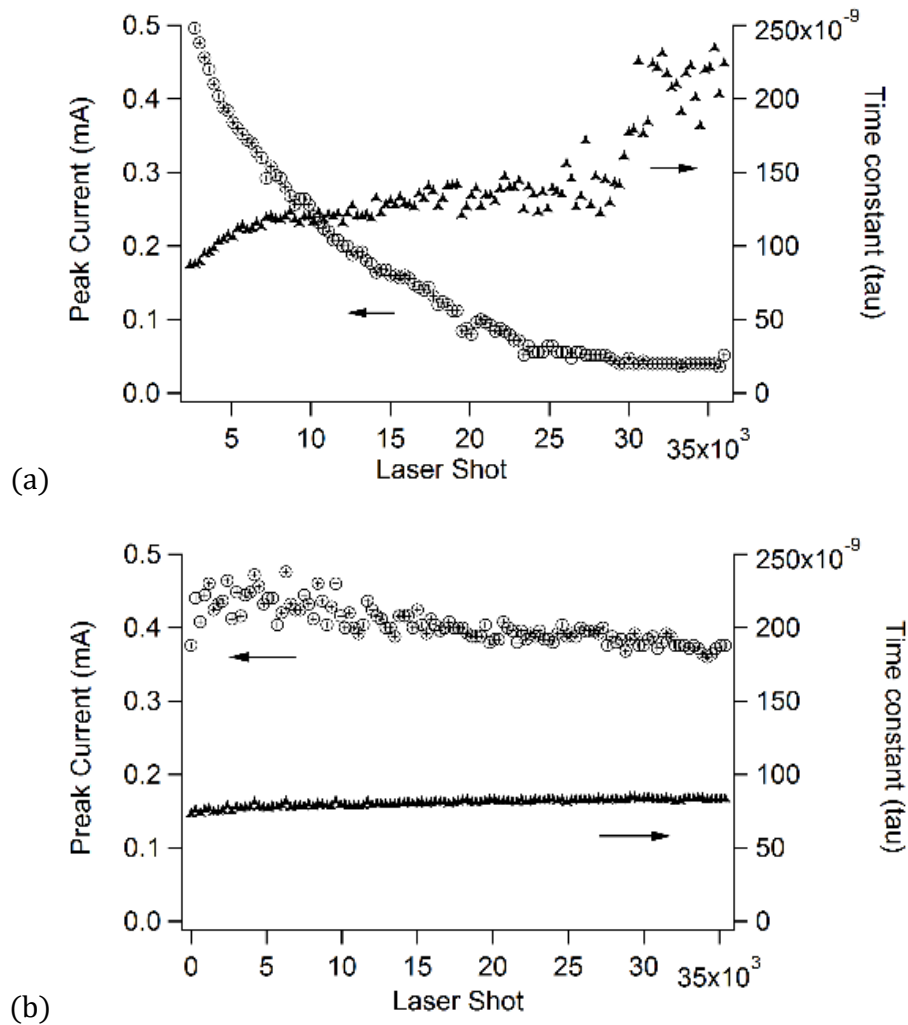 0.5
0.4
0.3
0.2
0.1
0.0
Peak Current (mA)
250x10⁻⁹
200
150
100
50
0
Time constant (tau)
5
10
15
20
25
30
35x10³
Laser Shot
(a)
0.5
0.4
0.3
0.2
0.1
0.0
Preak Current (mA)
250x10⁻⁹
200
150
100
50
0
Time constant (tau)
0
5
10
15
20
25
30
35x10³
Laser Shot
(b)